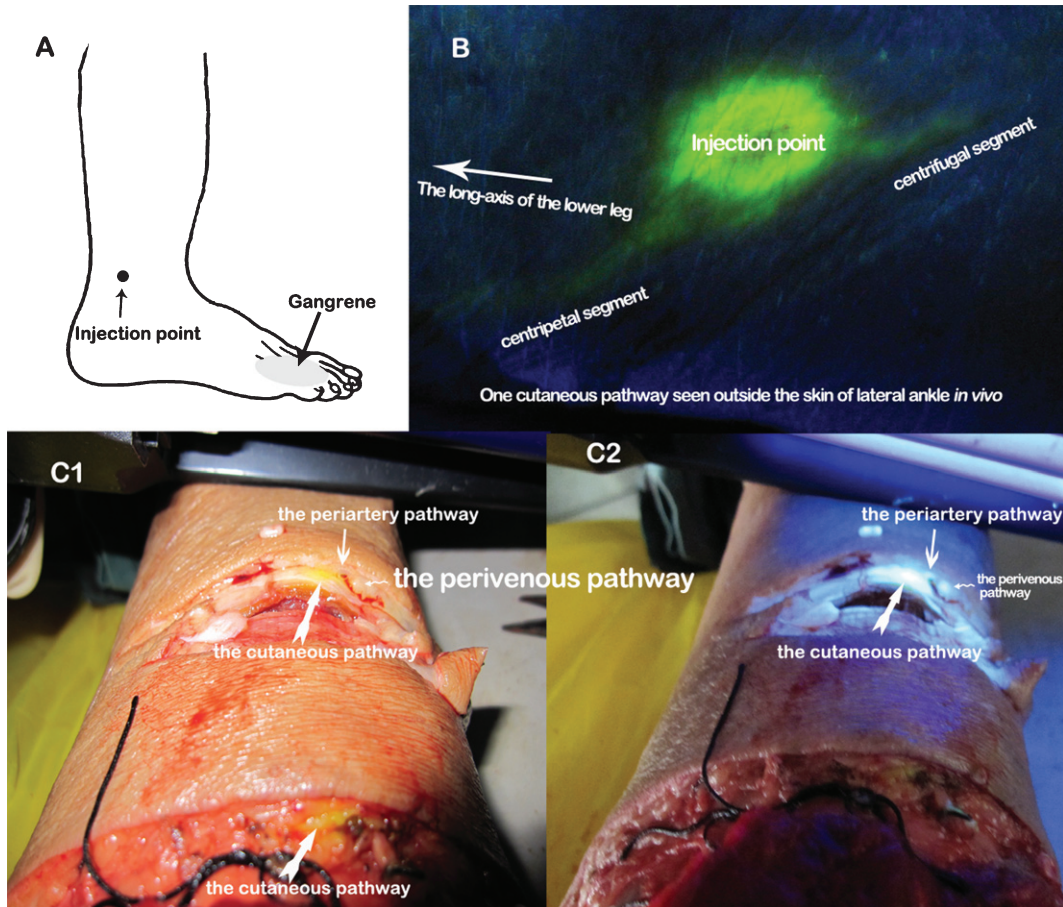 A
Injection point
Gangrene
B
Injection point
centrifugal segment
The long-axis of the lower leg
centripetal segment
One cutaneous pathway seen outside the skin of lateral ankle in vivo
C1
the periartery pathway
the perivenous pathway
the cutaneous pathway
the cutaneous pathway
C2
the periartery pathway
the perivenous
pathway
the cutaneous pathway